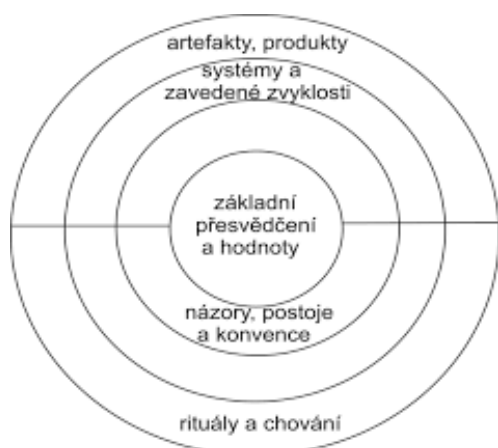 artefakty, produkty
systémy a
zavedené zvyklosti
základní
přesvědčení
a hodnoty
názory, postoje
a konvence
rituály a chování